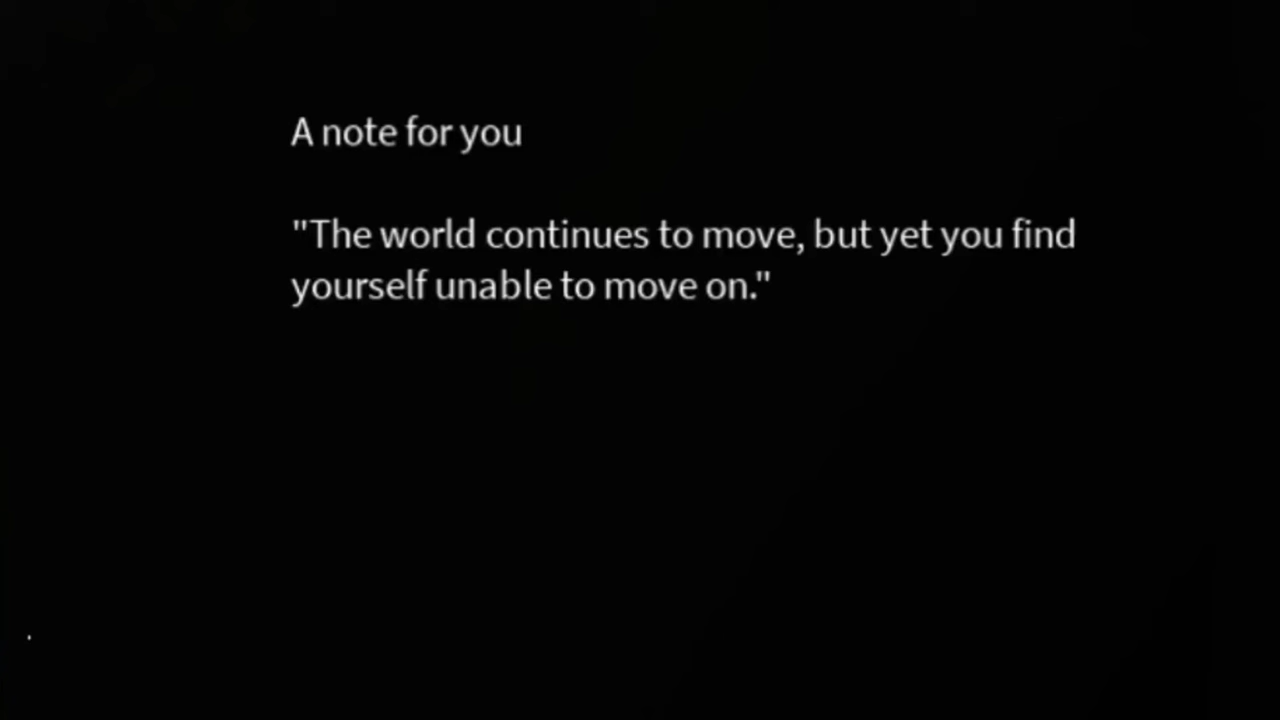 A note for you
"The world continues to move, but yet you find
yourself unable to move on."